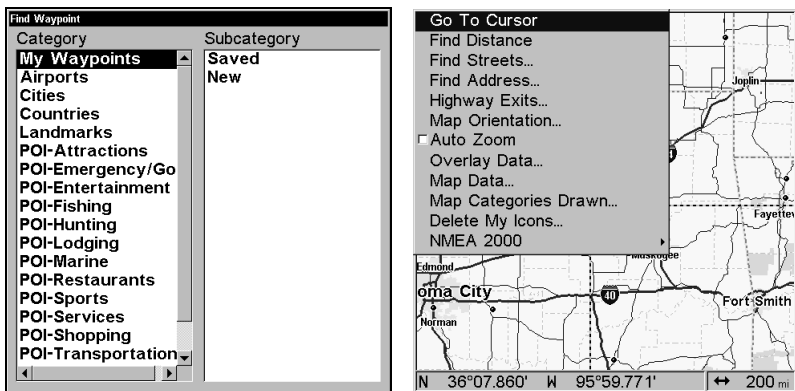 Find Waypoint
Category
Subcategory
My Waypoints
Airports
Cities
Countries
Landmarks
POI-Attractions
POI-Emergency/Go
POI-Entertainment
POI-Fishing
POI-Hunting
POI-Lodging
POI-Marine
POI-Restaurants
POI-Sports
POI-Services
POI-Shopping
POI-Transportation
Saved
New
Go To Cursor
Find Distance
Find Streets...
Find Address...
Highway Exits...
Map Orientation...
Auto Zoom
Overlay Data...
Map Data...
Map Categories Drawn...
Delete My Icons...
NMEA 2000
Joplin
Fayettev
Muskogee
Edmond
oma City
40
Fort Smith
Norman
N 36°07.860' W 95°59.771' ↔ 200 mi